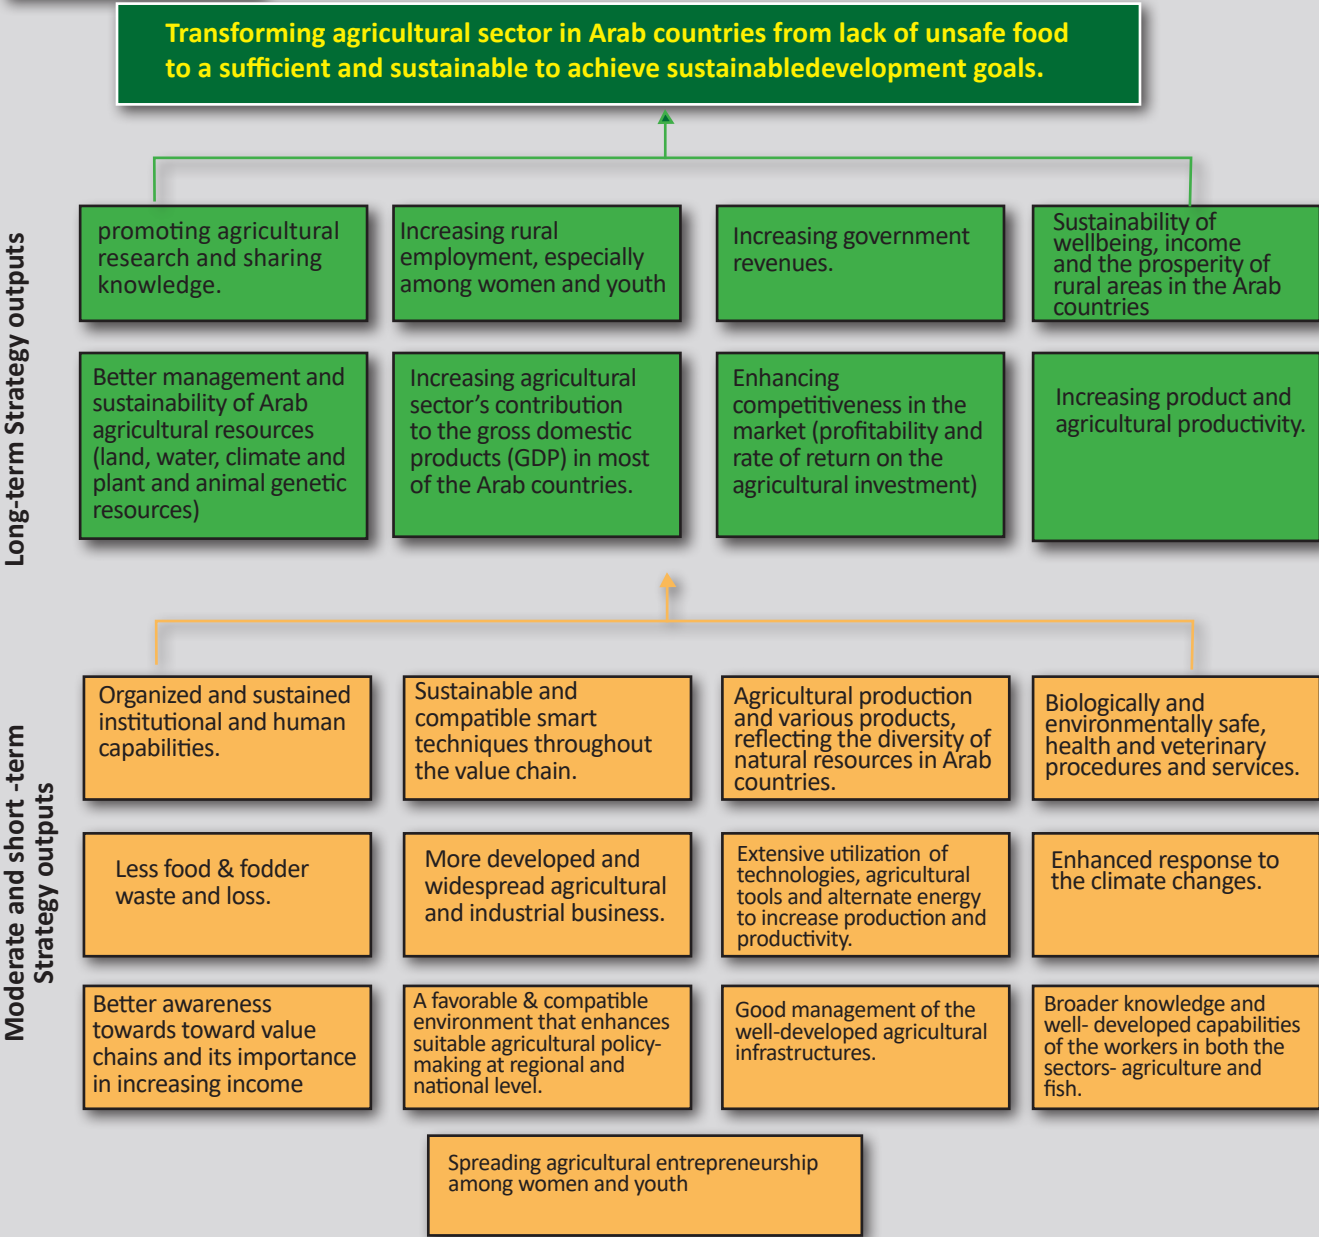 Transforming agricultural sector in Arab countries from lack of unsafe food
to a sufficient and sustainable to achieve sustainabledevelopment goals.
Long-term Strategy outputs
promoting agricultural
research and sharing
knowledge.
Increasing rural
employment, especially
among women and youth
Increasing government
revenues.
Sustainability of
wellbeing, income
and the prosperity of
rural areas in the Arab
countries
Better management and
sustainability of Arab
agricultural resources
(land, water, climate and
plant and animal genetic
resources)
Increasing agricultural
sector’s contribution
to the gross domestic
products (GDP) in most
of the Arab countries.
Enhancing
competitiveness in the
market (profitability and
rate of return on the
agricultural investment)
Increasing product and
agricultural productivity.
Moderate and short -term
Strategy outputs
Organized and sustained
institutional and human
capabilities.
Sustainable and
compatible smart
techniques throughout
the value chain.
Agricultural production
and various products,
reflecting the diversity of
natural resources in Arab
countries.
Biologically and
environmentally safe,
health and veterinary
procedures and services.
Less food & fodder
waste and loss.
More developed and
widespread agricultural
and industrial business.
Extensive utilization of
technologies, agricultural
tools and alternate energy
to increase production and
productivity.
Enhanced response to
the climate changes.
Better awareness
towards toward value
chains and its importance
in increasing income
A favorable & compatible
environment that enhances
suitable agricultural policy-
making at regional and
national level.
Good management of the
well-developed agricultural
infrastructures.
Broader knowledge and
well- developed capabilities
of the workers in both the
sectors- agriculture and
fish.
Spreading agricultural entrepreneurship
among women and youth